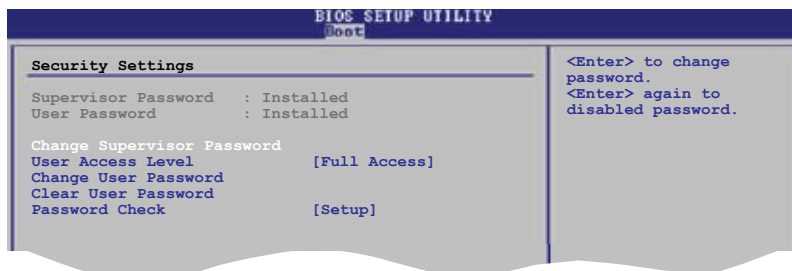 BIOS SETUP UTILITY
Boot
Security Settings
Supervisor Password : Installed
User Password : Installed
Change Supervisor Password
User Access Level [Full Access]
Change User Password
Clear User Password
Password Check [Setup]
<Enter> to change
password.
<Enter> again to
disabled password.